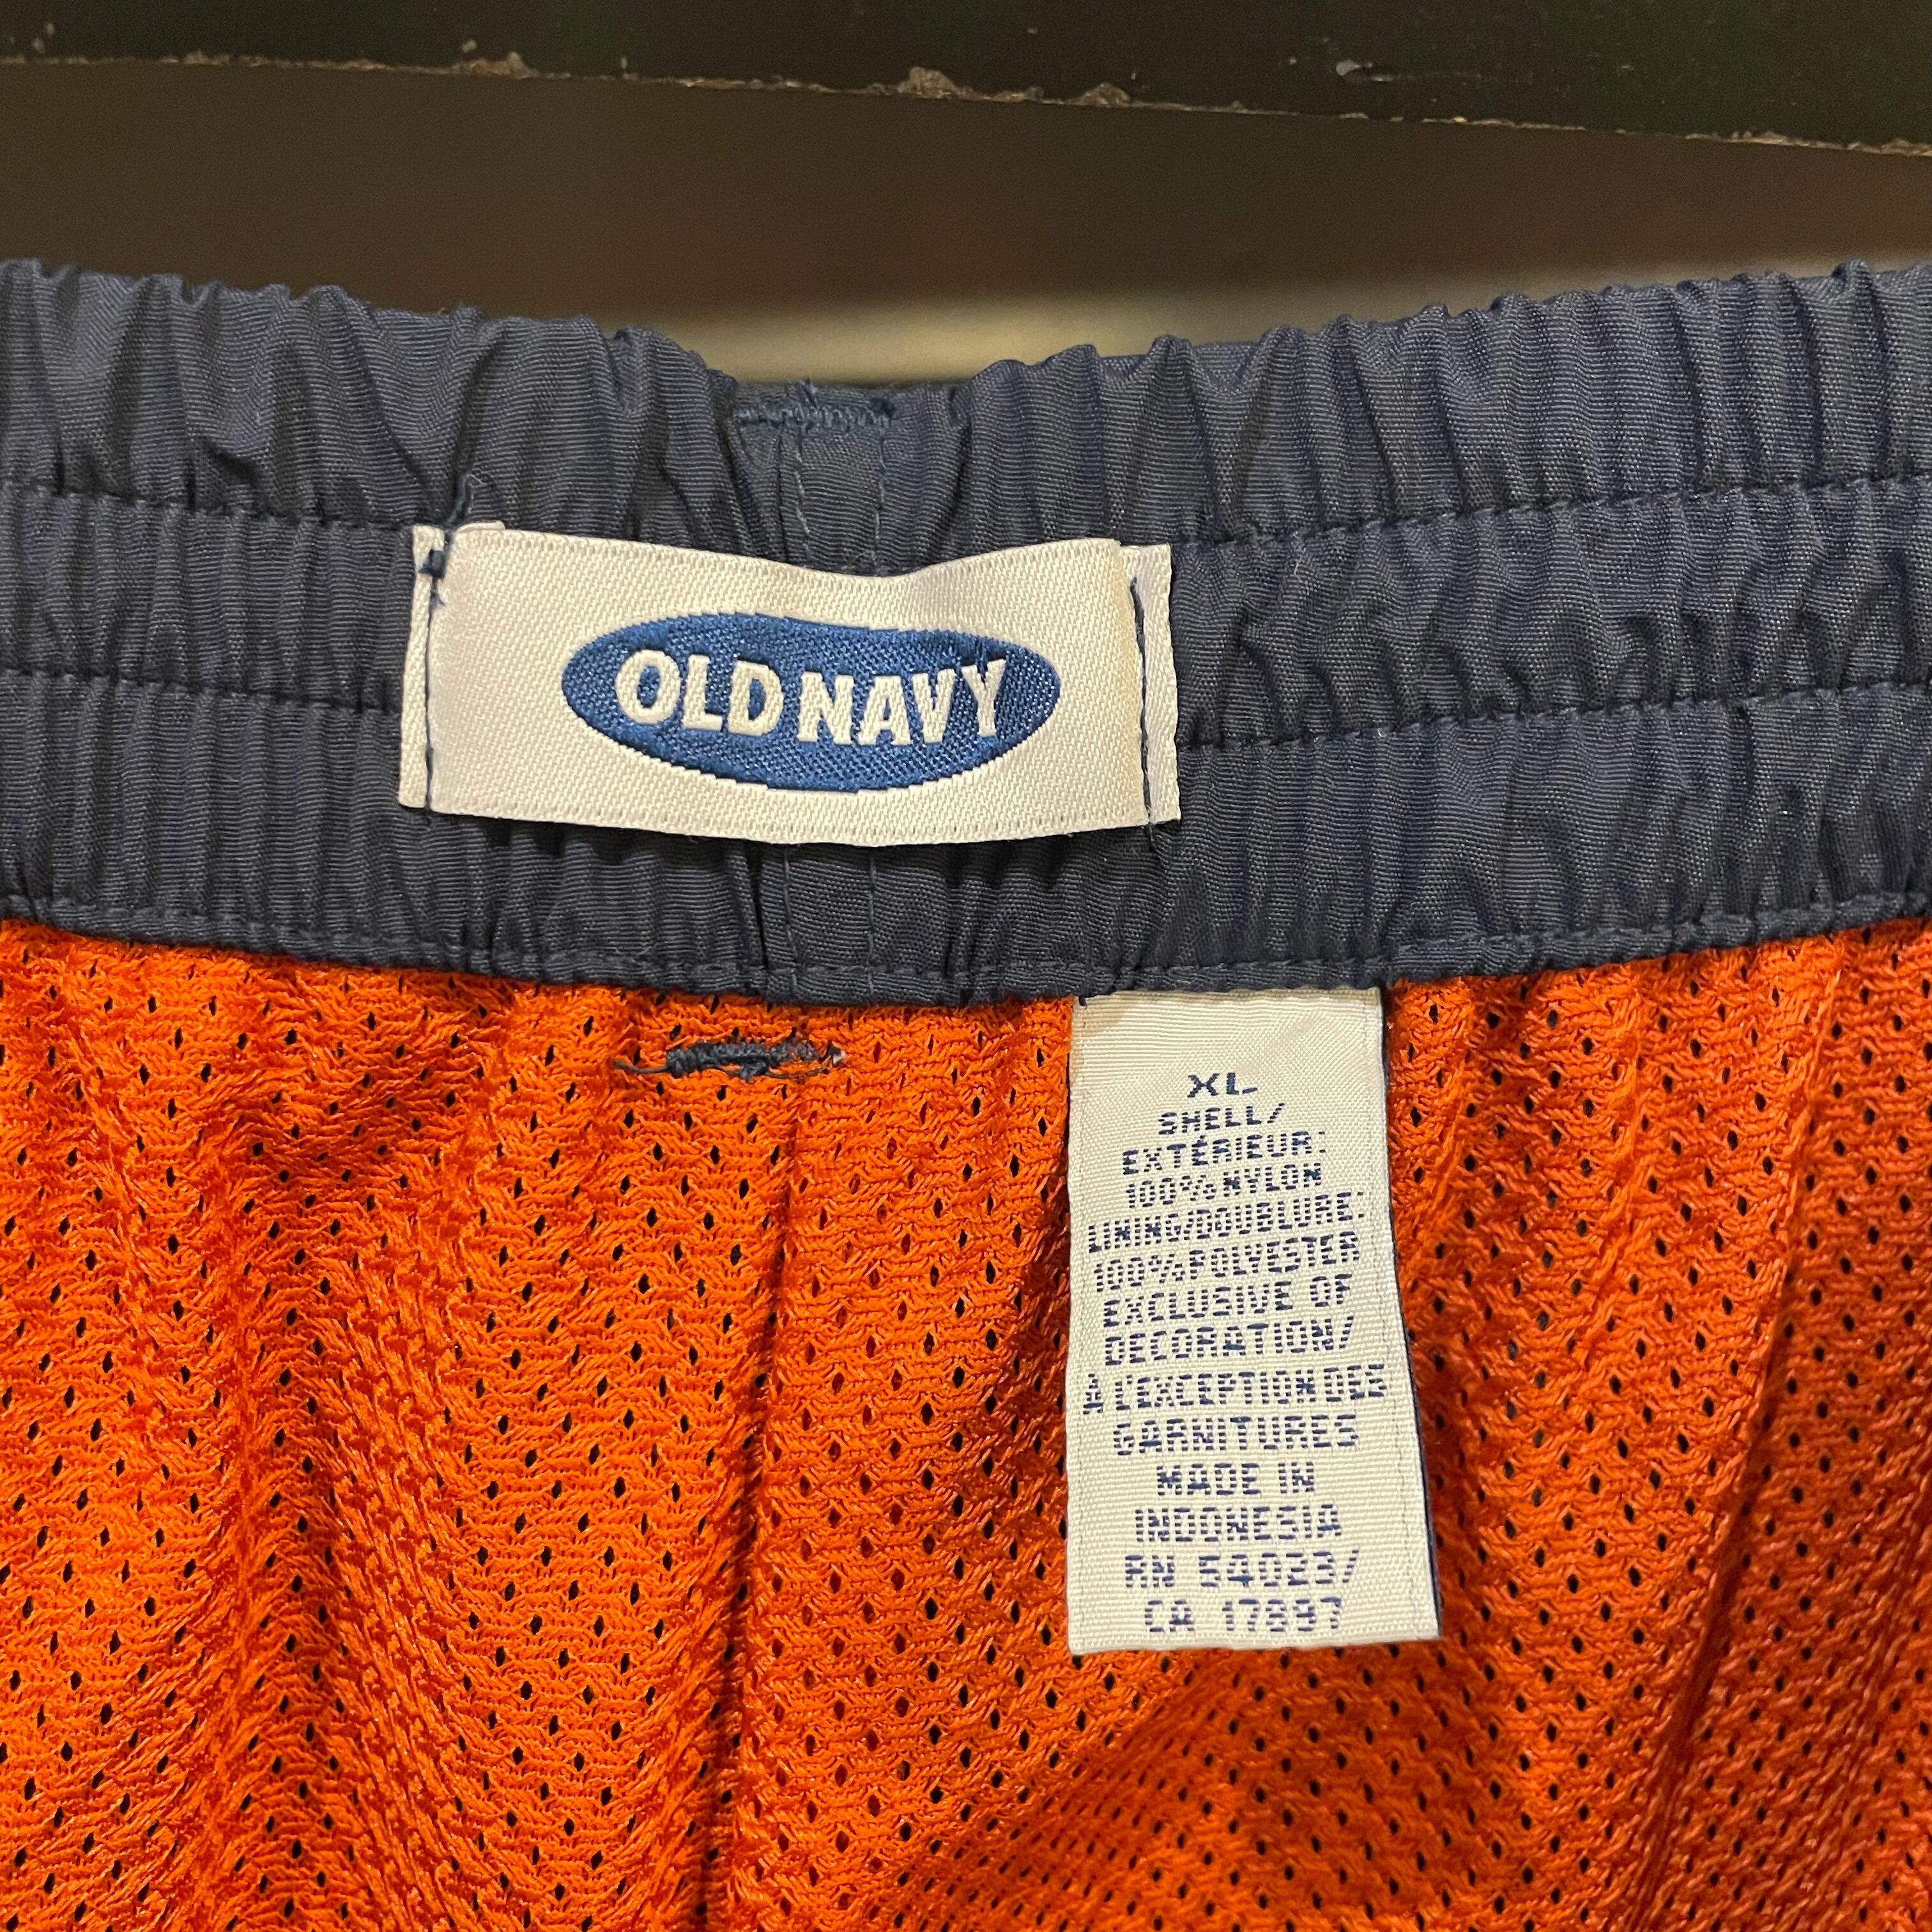 OLD NAVY
XL
SHELL/
EXTÉRIEUR:
100% NYLON
LINING/DOUBLURE:
100% POLYESTER
EXCLUSIVE OF
DECORATION/
À L'EXCEPTION DES
GARNITURES
MADE IN
INDONESIA
RN 54023/
CA 17897